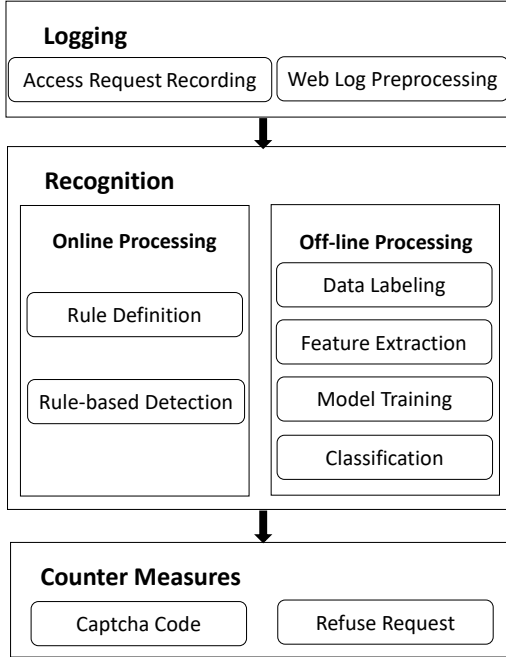 Logging
Access Request Recording
Web Log Preprocessing
Recognition
Online Processing
Rule Definition
Rule-based Detection
Off-line Processing
Data Labeling
Feature Extraction
Model Training
Classification
Counter Measures
Captcha Code
Refuse Request